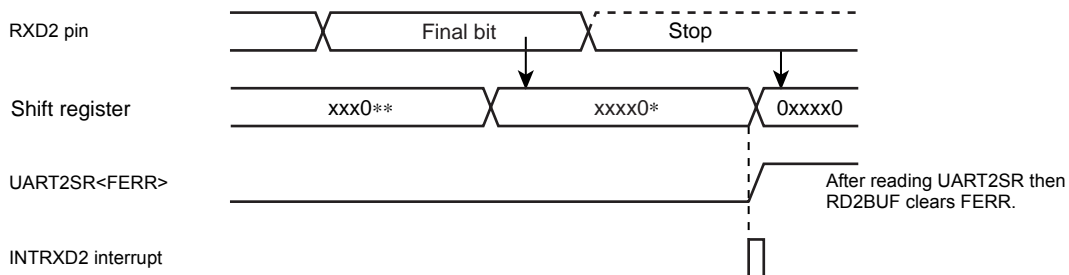 RXD2 pin
Final bit
Stop
Shift register
xxx0**
xxxx0*
0xxxx0
UART2SR<FERR>
After reading UART2SR then
RD2BUF clears FERR.
INTRXD2 interrupt